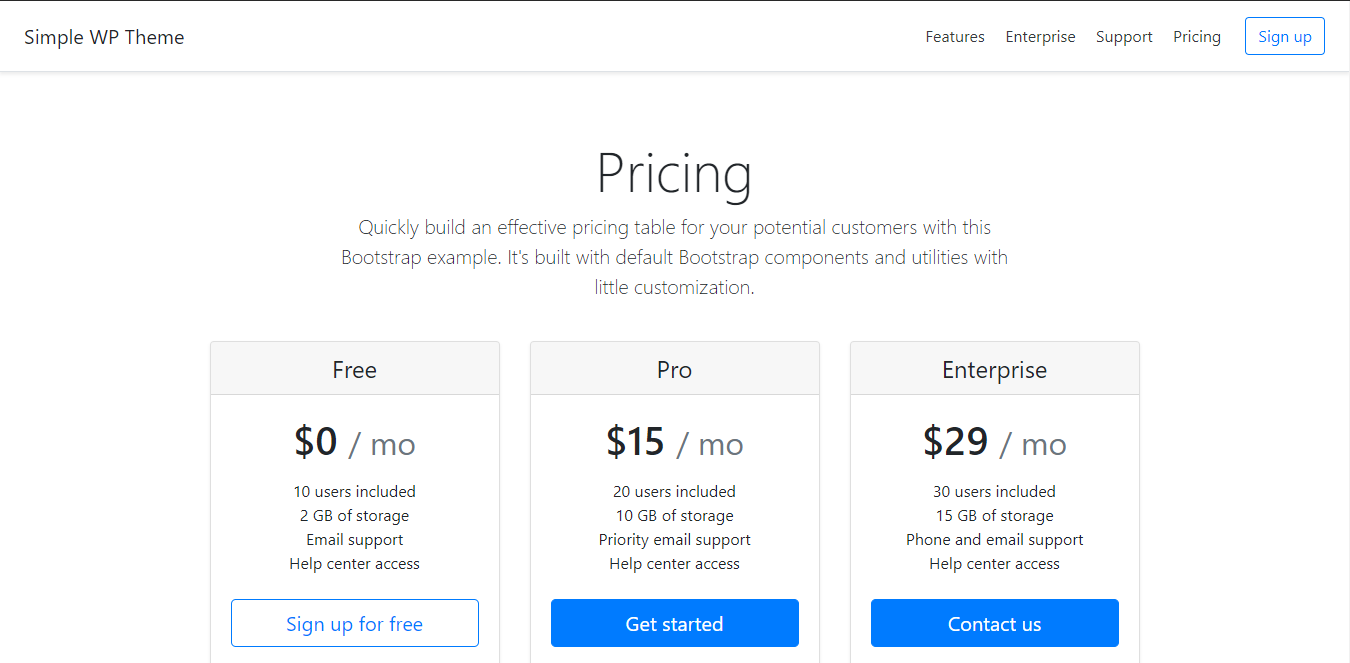 Simple WP Theme
Features Enterprise Support Pricing Sign up
Pricing
Quickly build an effective pricing table for your potential customers with this
Bootstrap example. It's built with default Bootstrap components and utilities with
little customization.
Free
$0 / mo
10 users included
2 GB of storage
Email support
Help center access
Sign up for free
Pro
$15 / mo
20 users included
10 GB of storage
Priority email support
Help center access
Get started
Enterprise
$29 / mo
30 users included
15 GB of storage
Phone and email support
Help center access
Contact us